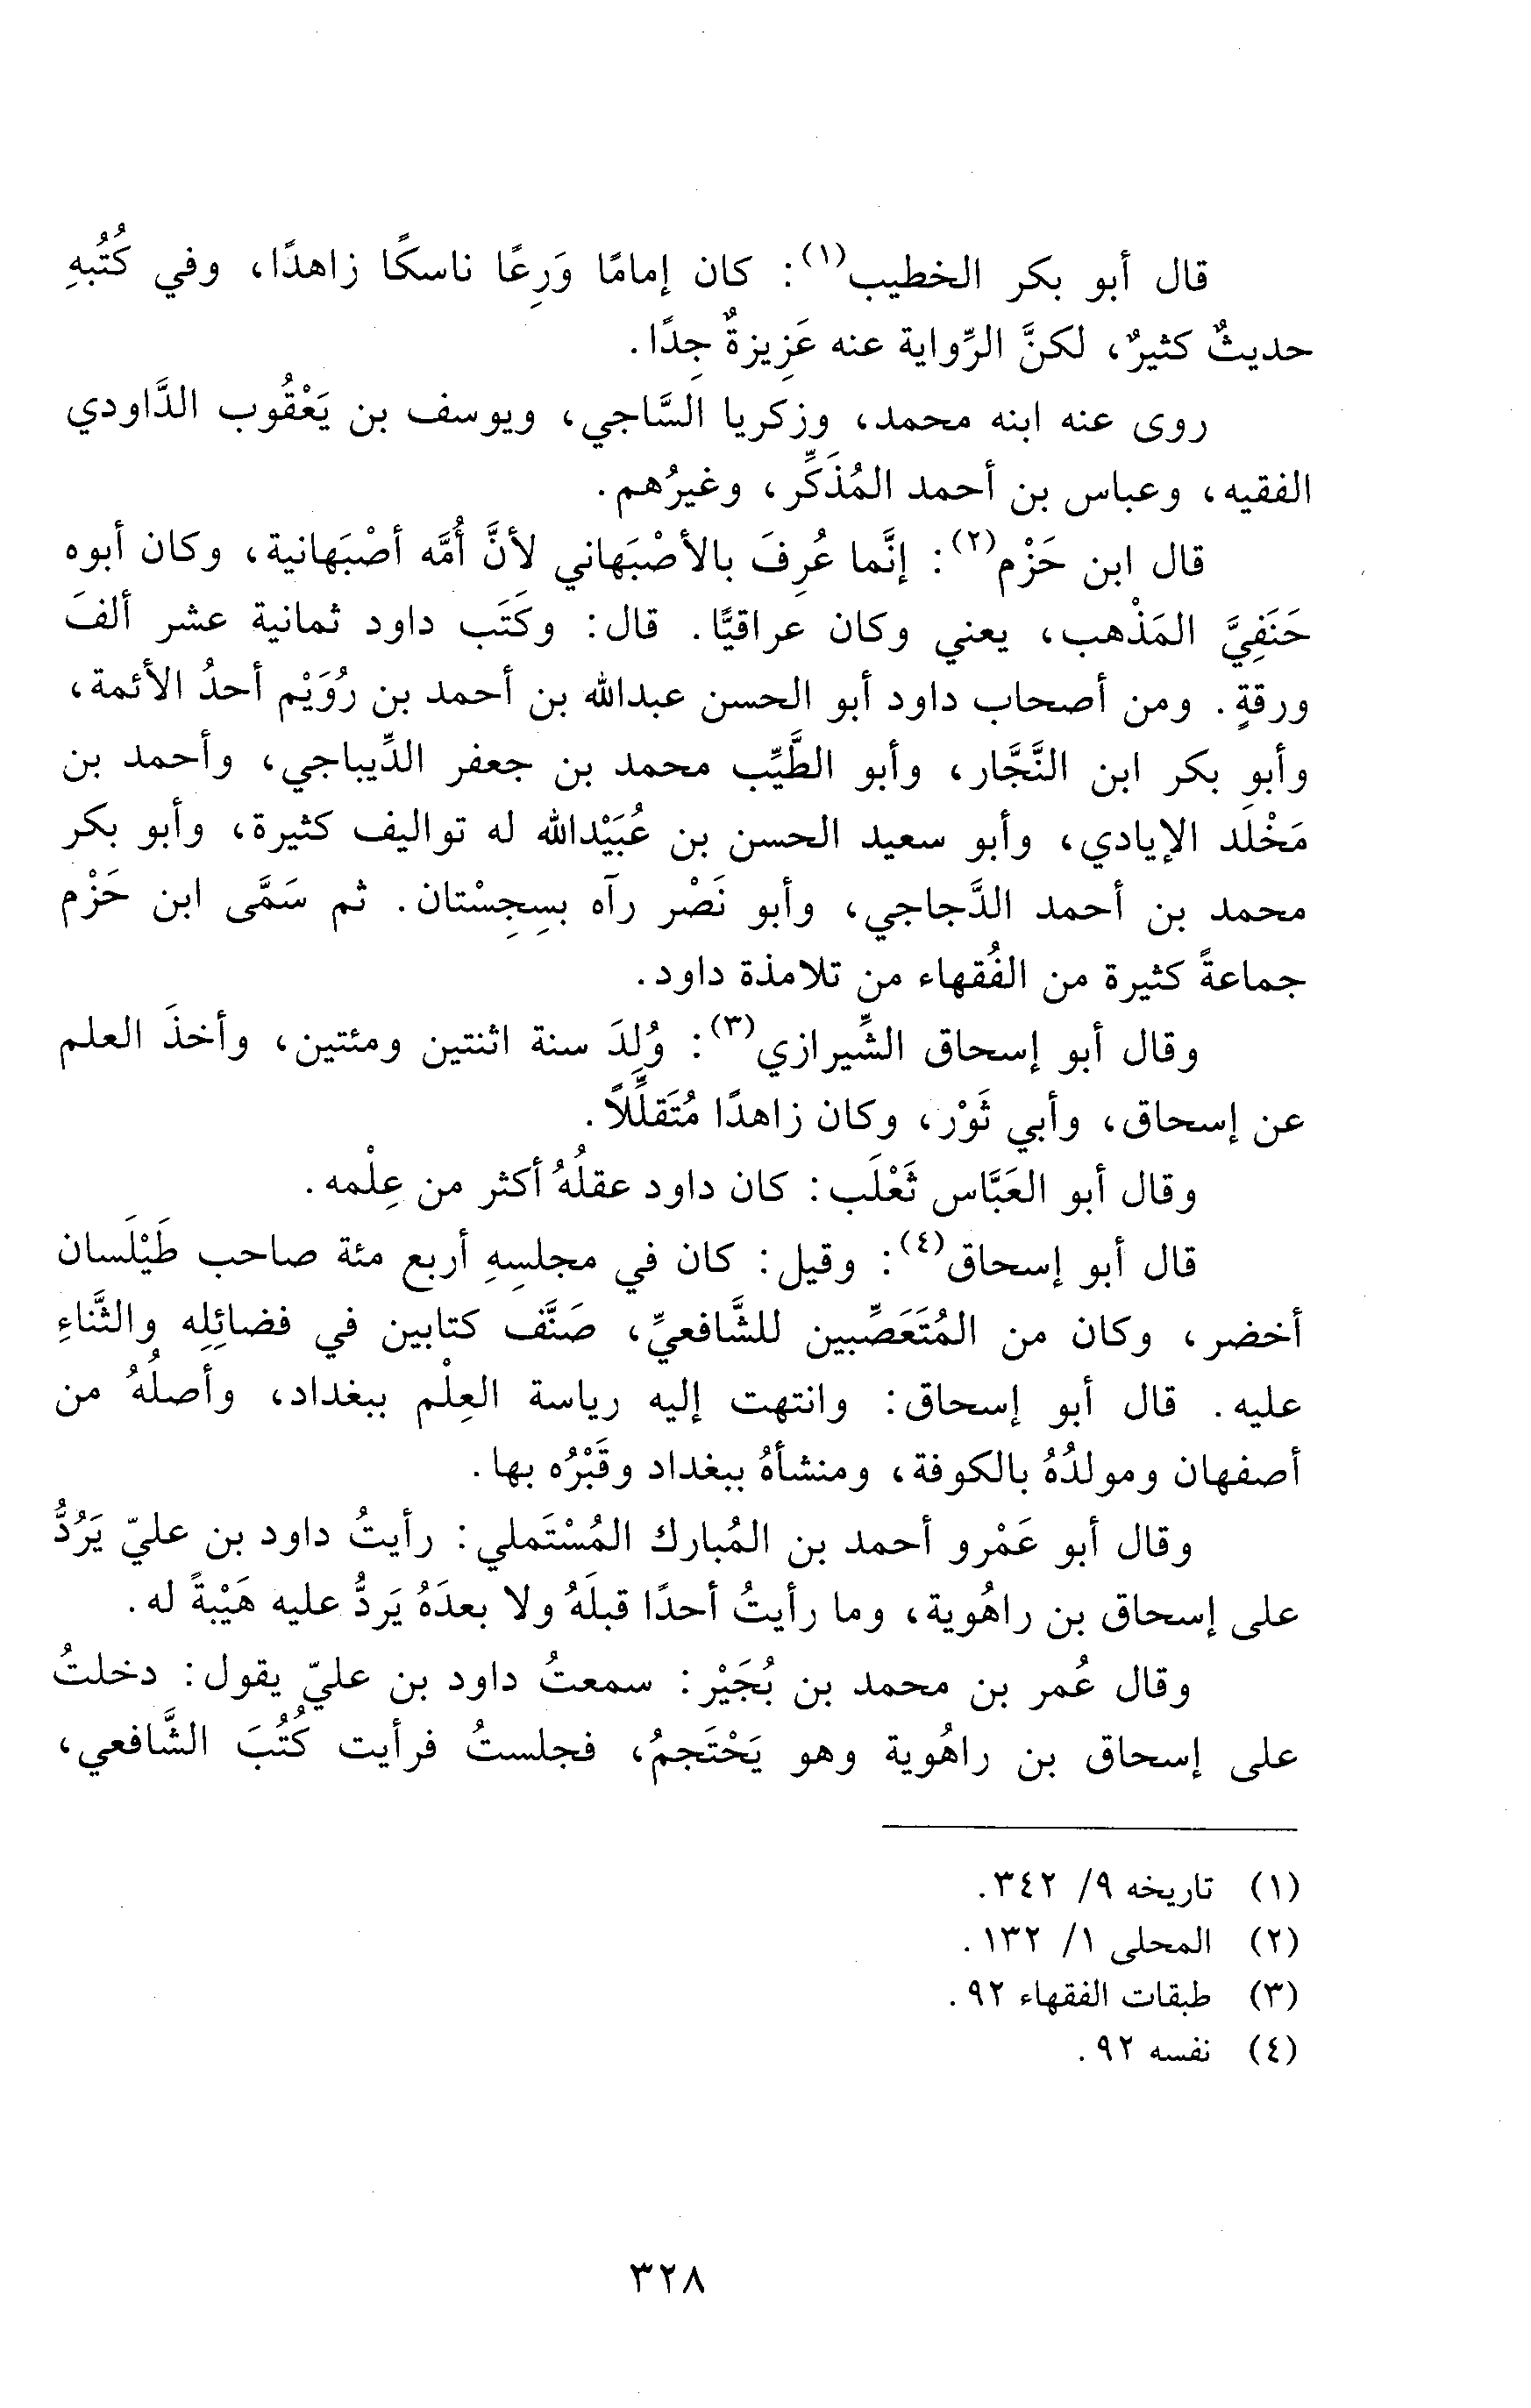 قال أبو بكر الخطيب(١): كان إمامًا وَرِعًا ناسكًا زاهدًا، وفي كُتُبهِ
حديثٌ كثيرٌ، لكنَّ الرِّواية عنه عَزِيزةٌ جِدًا.
روى عنه ابنه محمد، وزكريا السَّاجي، ويوسف بن يَعْقُوب الدَّاودي
الفقيه، وعباس بن أحمد المُذَكِّر، وغيرُهم.
قال ابن حَزْم(٢): إنَّما عُرِفَ بالأصْبَهاني لأنَّ أُمَّه أصْبَهانية، وكان أبوه
حَنَفِيَّ المَذْهب، يعني وكان عراقيًّا. قال: وكَتَب داود ثمانية عشر ألفَ
ورقةٍ. ومن أصحاب داود أبو الحسن عبدالله بن أحمد بن رُوَيْم أحدُ الأئمة،
وأبو بكر ابن النَّجَّار، وأبو الطَّيِّب محمد بن جعفر الدِّيباجي، وأحمد بن
مَخْلَد الإيادي، وأبو سعيد الحسن بن عُبَيْدالله له تواليف كثيرة، وأبو بكر
محمد بن أحمد الدَّجاجي، وأبو نَصْر رآه بسِجِسْتان. ثم سَمَّى ابن حَزْم
جماعةً كثيرة من الفُقهاء من تلامذة داود.
وقال أبو إسحاق الشِّيرازي(٣): وُلِدَ سنة اثنتين ومئتين، وأخذَ العلم
عن إسحاق، وأبي ثَوْر، وكان زاهدًا مُتَقلِّلًا.
وقال أبو العَبَّاس ثَعْلَب: كان داود عقلُهُ أكثر من عِلْمه.
قال أبو إسحاق(٤): وقيل: كان في مجلسِهِ أربع مئة صاحب طَيْلَسان
أخضر، وكان من المُتَعَصِّبين للشَّافعيِّ، صَنَّف كتابين في فضائِلِه والثَّناءِ
عليه. قال أبو إسحاق: وانتهت إليه رياسة العِلْم ببغداد، وأصلُهُ من
أصفهان ومولدُهُ بالكوفة، ومنشأهُ ببغداد وقَبْرُه بها.
وقال أبو عَمْرو أحمد بن المُبارك المُسْتَملي: رأيتُ داود بن عليّ يَرُدُّ
على إسحاق بن راهُوية، وما رأيتُ أحدًا قبلَهُ ولا بعدَهُ يَردُّ عليه هَيْبةً له.
وقال عُمر بن محمد بن بُجَيْر: سمعتُ داود بن عليّ يقول: دخلتُ
على إسحاق بن راهُوية وهو يَحْتَجمُ، فجلستُ فرأيت كُتُبَ الشَّافعي،
(١) تاريخه ٩/ ٣٤٢.
(٢) المحلى ١/ ١٣٢.
(٣) طبقات الفقهاء ٩٢.
(٤) نفسه ٩٢.
٣٢٨